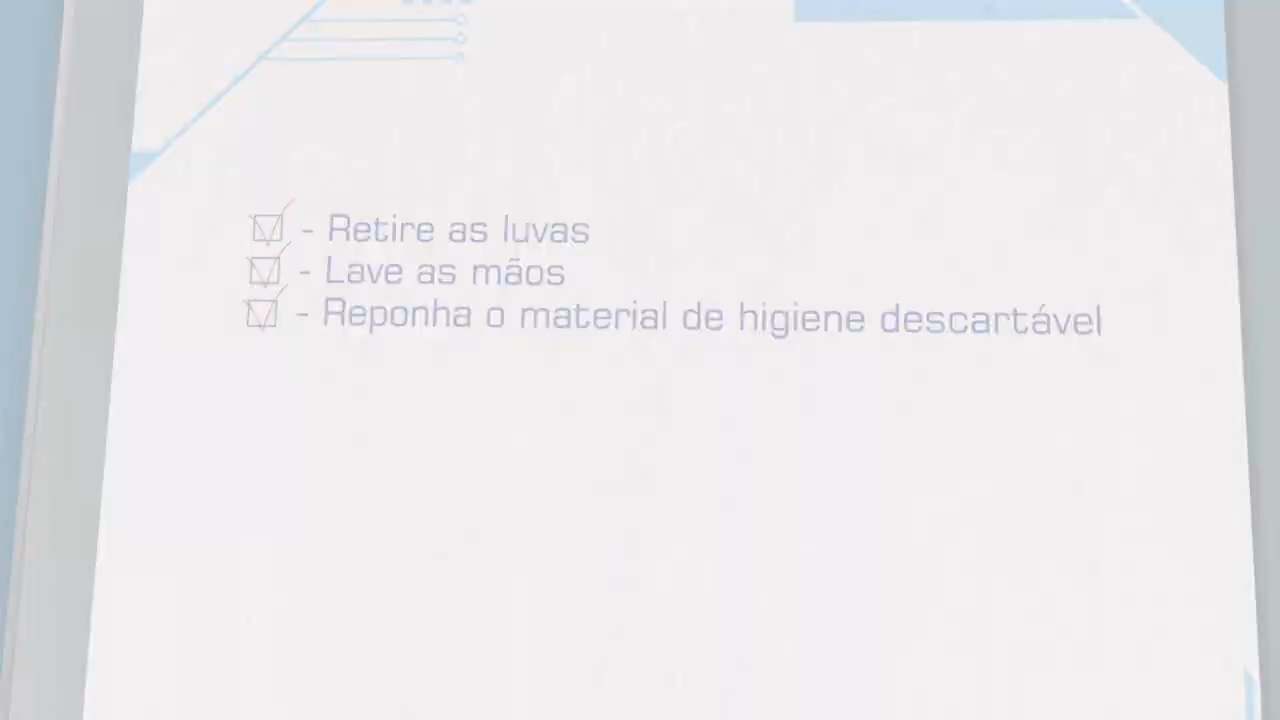 - Retire as luvas
- Lave as mãos
- Reponha o material de higiene descartável